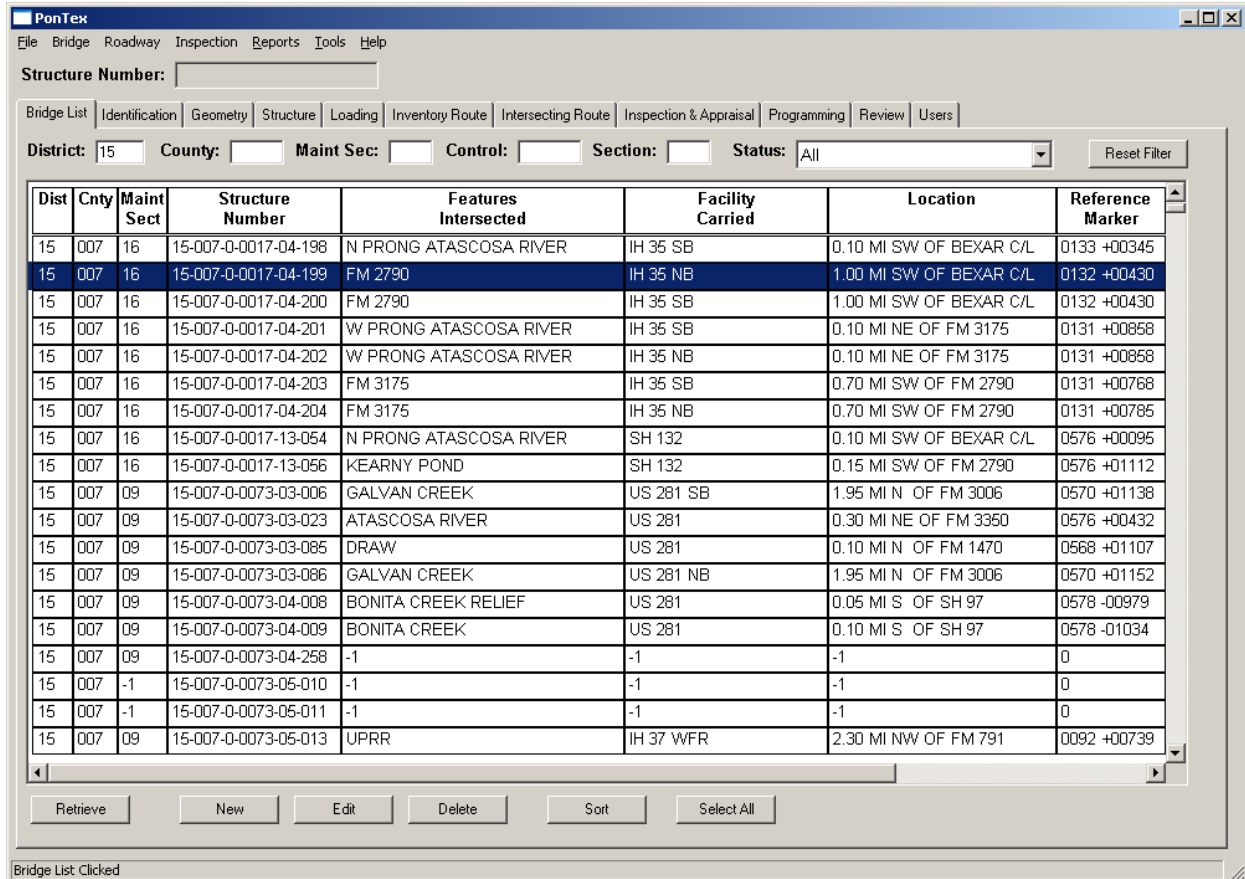 PonTex
File Bridge Roadway Inspection Reports Tools Help
Structure Number:
Bridge List Identification Geometry Structure Loading Inventory Route Intersecting Route Inspection & Appraisal Programming Review Users
District: 15 County: Maint Sec: Control: Section: Status: All Reset Filter
Dist Cnty Maint Sect Structure Number Features Intersected Facility Carried Location Reference Marker
15 007 16 15-007-0-0017-04-198 N PRONG ATASCOSA RIVER IH 35 SB 0.10 MI SW OF BEXAR C/L 0133 +00345
15 007 16 15-007-0-0017-04-199 FM 2790 IH 35 NB 1.00 MI SW OF BEXAR C/L 0132 +00430
15 007 16 15-007-0-0017-04-200 FM 2790 IH 35 SB 1.00 MI SW OF BEXAR C/L 0132 +00430
15 007 16 15-007-0-0017-04-201 W PRONG ATASCOSA RIVER IH 35 SB 0.10 MI NE OF FM 3175 0131 +00858
15 007 16 15-007-0-0017-04-202 W PRONG ATASCOSA RIVER IH 35 NB 0.10 MI NE OF FM 3175 0131 +00858
15 007 16 15-007-0-0017-04-203 FM 3175 IH 35 SB 0.70 MI SW OF FM 2790 0131 +00768
15 007 16 15-007-0-0017-04-204 FM 3175 IH 35 NB 0.70 MI SW OF FM 2790 0131 +00785
15 007 16 15-007-0-0017-13-054 N PRONG ATASCOSA RIVER SH 132 0.10 MI SW OF BEXAR C/L 0576 +00095
15 007 16 15-007-0-0017-13-056 KEARNY POND SH 132 0.15 MI SW OF FM 2790 0576 +01112
15 007 09 15-007-0-0073-03-006 GALVAN CREEK US 281 SB 1.95 MI N OF FM 3006 0570 +01138
15 007 09 15-007-0-0073-03-023 ATASCOSA RIVER US 281 0.30 MI NE OF FM 3350 0576 +00432
15 007 09 15-007-0-0073-03-085 DRAW US 281 0.10 MI N OF FM 1470 0568 +01107
15 007 09 15-007-0-0073-03-086 GALVAN CREEK US 281 NB 1.95 MI N OF FM 3006 0570 +01152
15 007 09 15-007-0-0073-04-008 BONITA CREEK RELIEF US 281 0.05 MI S OF SH 97 0578 -00979
15 007 09 15-007-0-0073-04-009 BONITA CREEK US 281 0.10 MI S OF SH 97 0578 -01034
15 007 09 15-007-0-0073-04-258 -1 -1 -1 0
15 007 -1 15-007-0-0073-05-010 -1 -1 -1 0
15 007 -1 15-007-0-0073-05-011 -1 -1 -1 0
15 007 09 15-007-0-0073-05-013 UPRR IH 37 WFR 2.30 MI NW OF FM 791 0092 +00739
Retrieve New Edit Delete Sort Select All
Bridge List Clicked